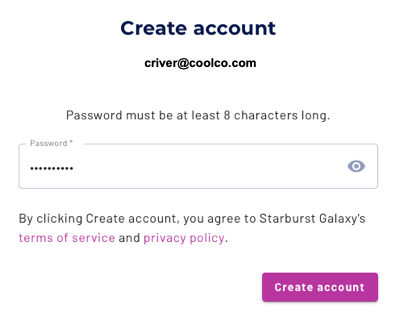 Create account
criver@coolco.com
Password must be at least 8 characters long.
Password *
••••••••••
By clicking Create account, you agree to Starburst Galaxy's
terms of service and privacy policy.
Create account